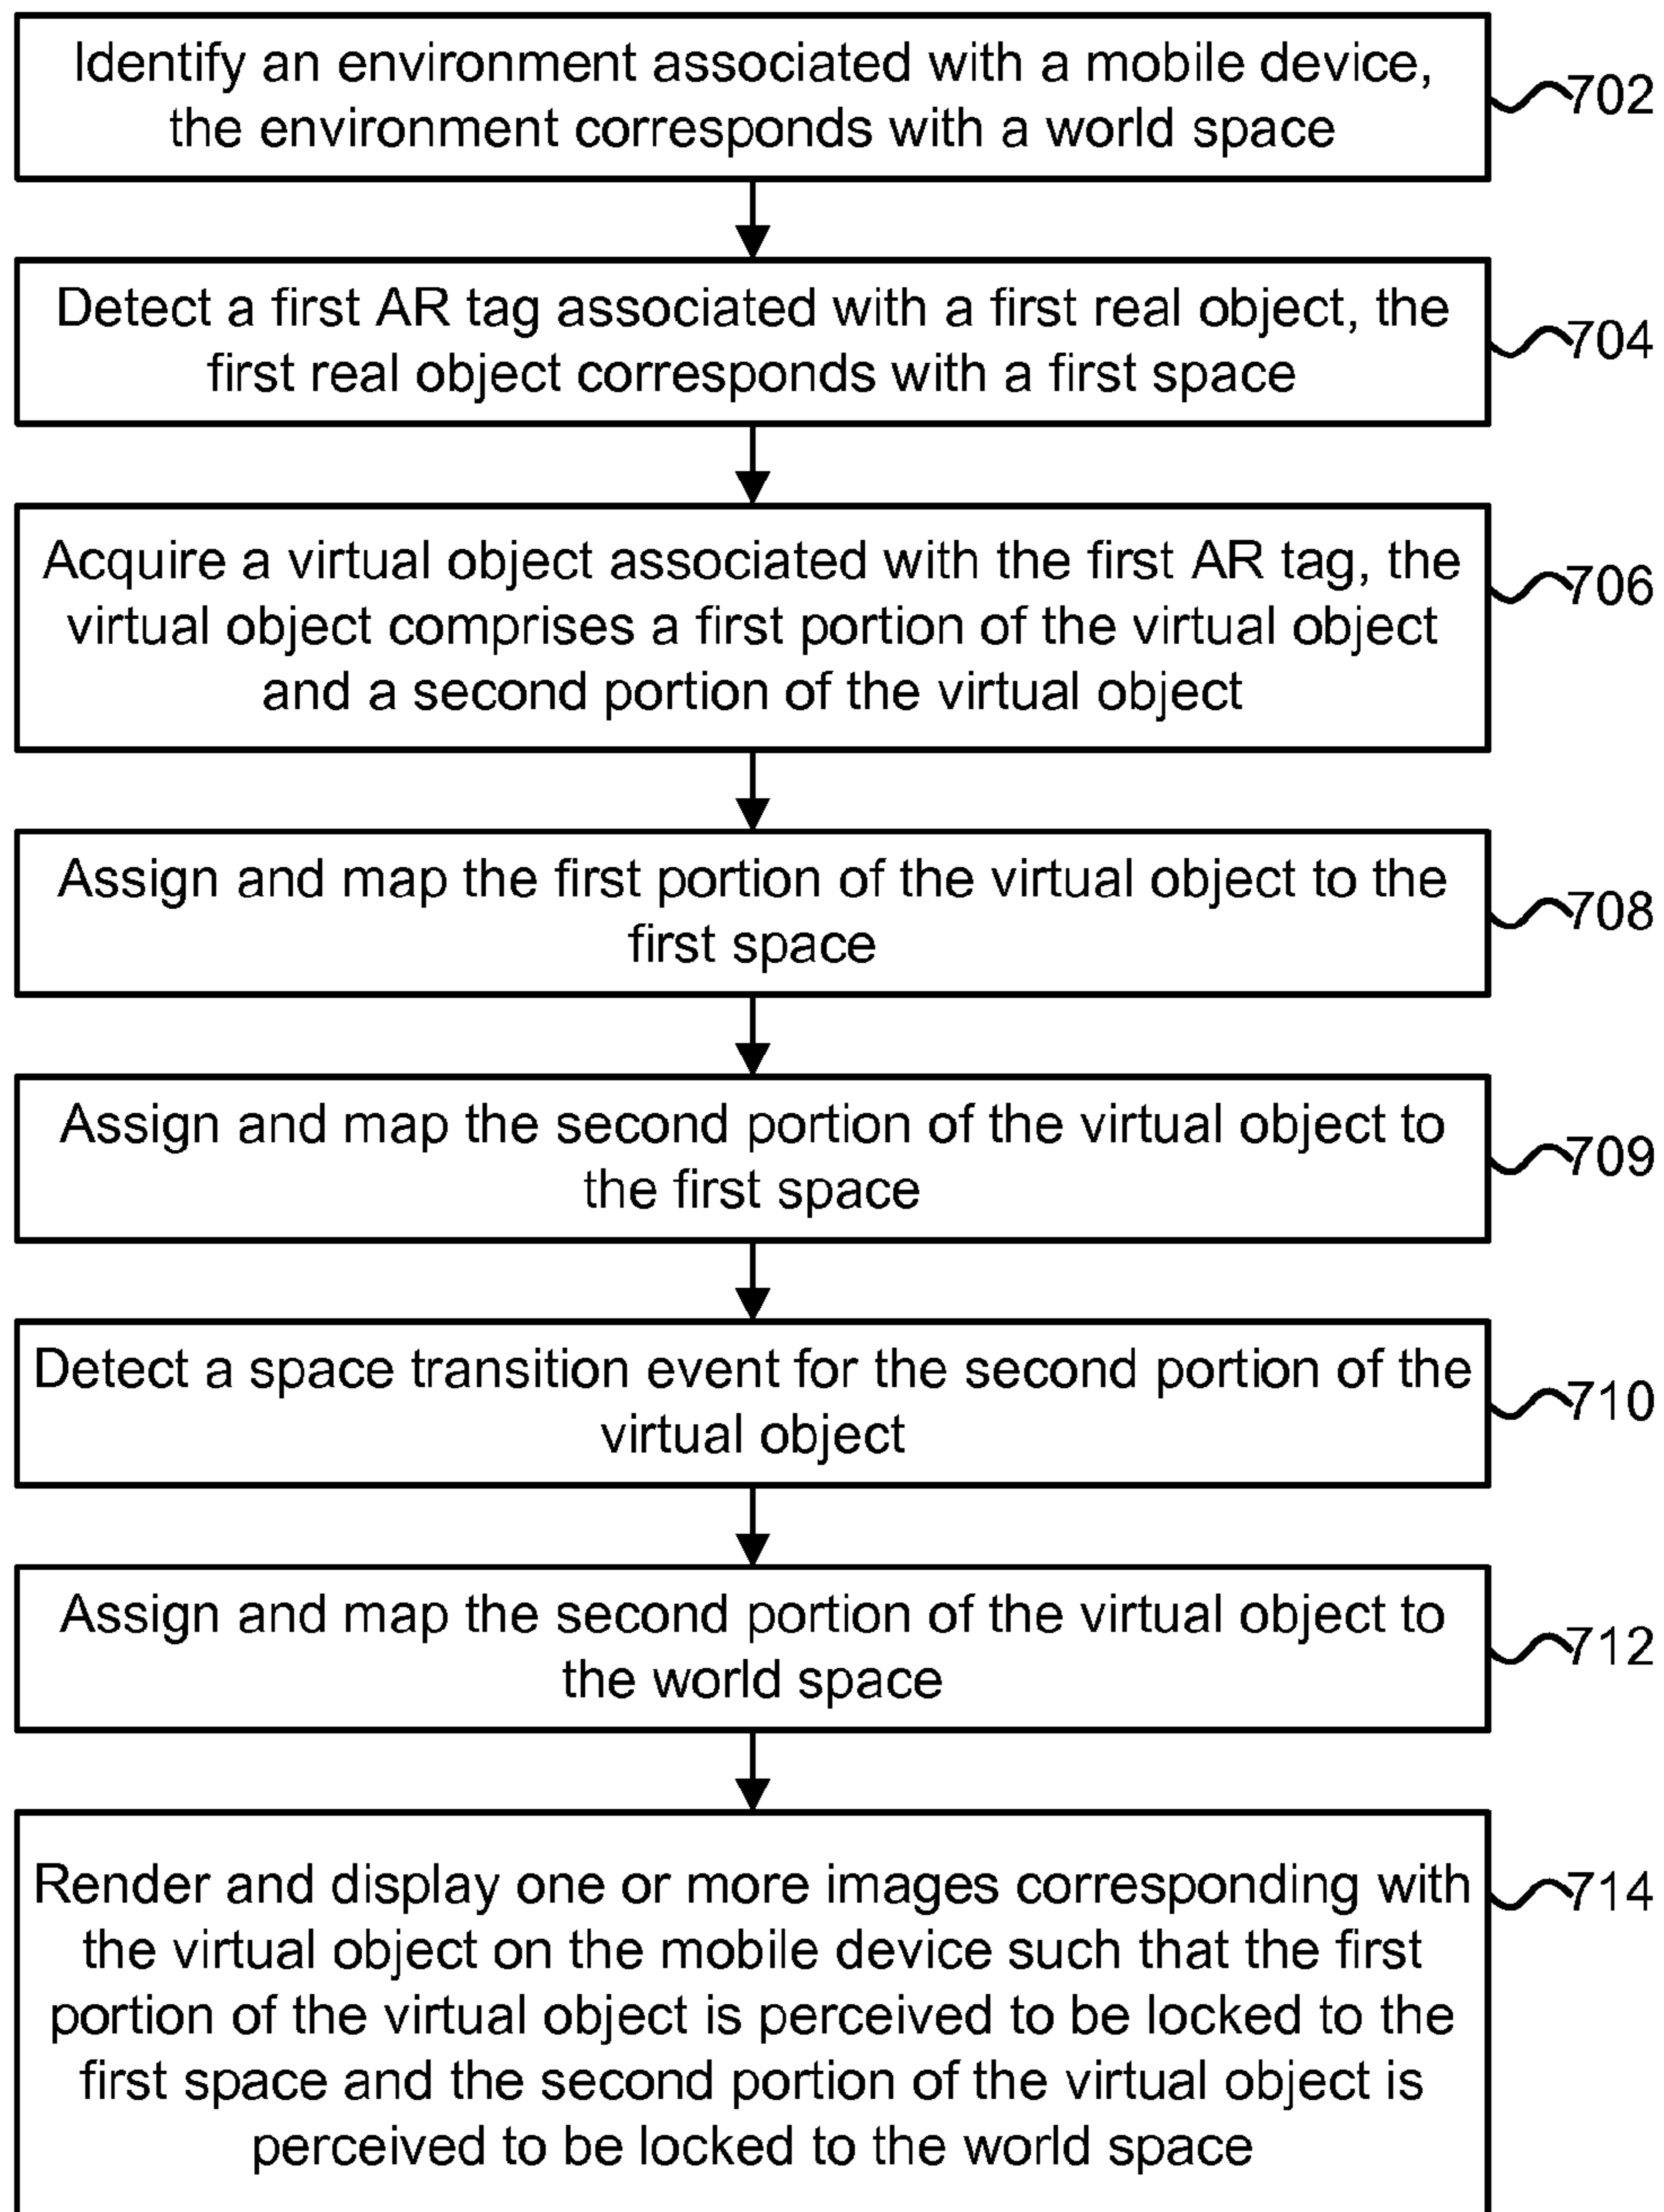 Identify an environment associated with a mobile device,
the environment corresponds with a world space
702
Detect a first AR tag associated with a first real object, the
first real object corresponds with a first space
704
Acquire a virtual object associated with the first AR tag, the
virtual object comprises a first portion of the virtual object
and a second portion of the virtual object
706
Assign and map the first portion of the virtual object to the
first space
708
Assign and map the second portion of the virtual object to
the first space
709
Detect a space transition event for the second portion of the
virtual object
710
Assign and map the second portion of the virtual object to
the world space
712
Render and display one or more images corresponding with
the virtual object on the mobile device such that the first
portion of the virtual object is perceived to be locked to the
first space and the second portion of the virtual object is
perceived to be locked to the world space
714